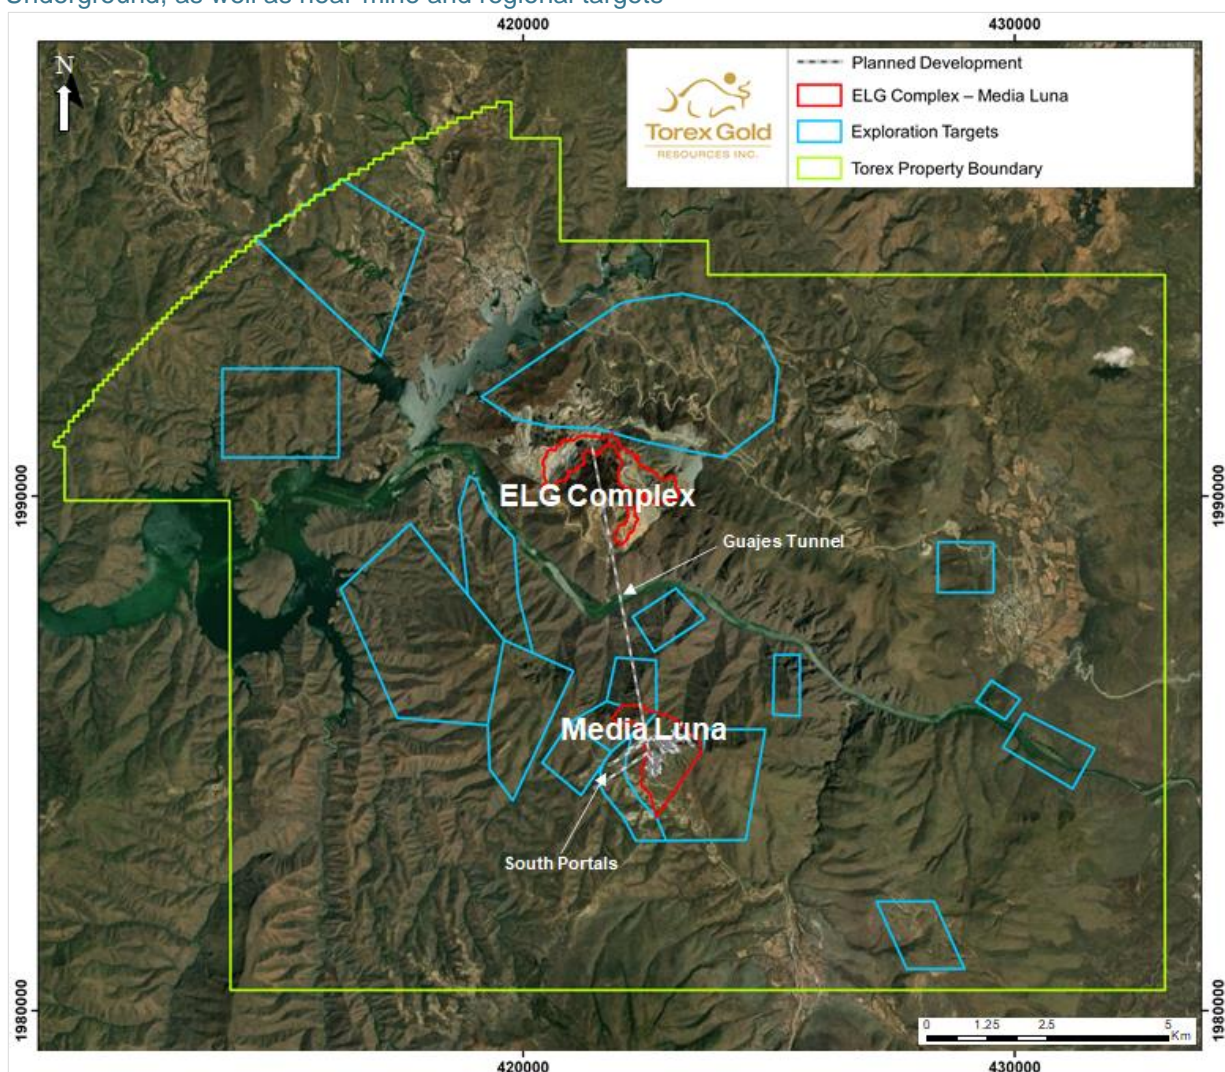 Underground, as well as near-mine and regional targets
420000
430000
N
Torex Gold
RESOURCES INC.
Planned Development
ELG Complex – Media Luna
Exploration Targets
Torex Property Boundary
1990000
1990000
ELG Complex
Guajes Tunnel
Media Luna
South Portals
1980000
1980000
0 1.25 2.5 5
Km
420000
430000